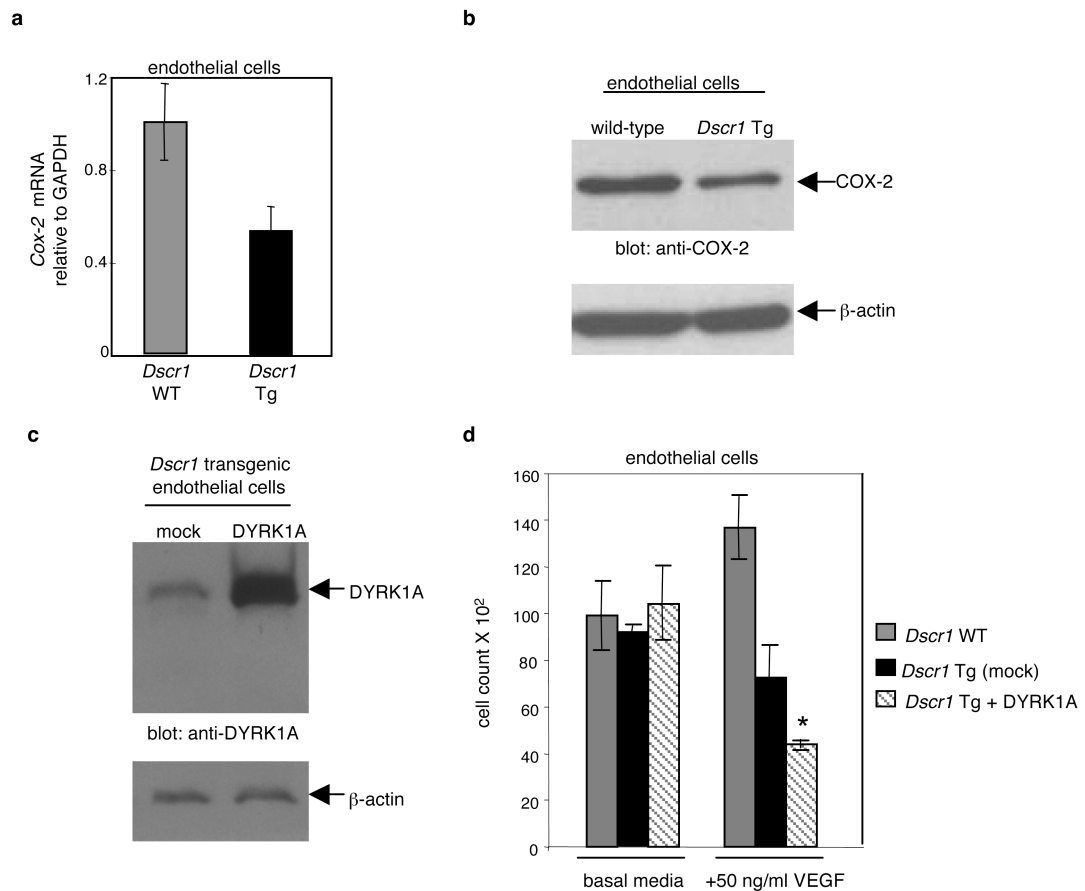 a
endothelial cells
1.2
0.8
0.4
0
Cox-2 mRNA
relative to GAPDH
Dscr1
WT
Dscr1
Tg
b
endothelial cells
wild-type
Dscr1 Tg
COX-2
blot: anti-COX-2
β-actin
c
Dscr1 transgenic
endothelial cells
mock
DYRK1A
DYRK1A
blot: anti-DYRK1A
β-actin
d
endothelial cells
160
140
120
100
80
60
40
20
0
cell count X 10²
*
basal media
+50 ng/ml VEGF
Dscr1 WT
Dscr1 Tg (mock)
Dscr1 Tg + DYRK1A